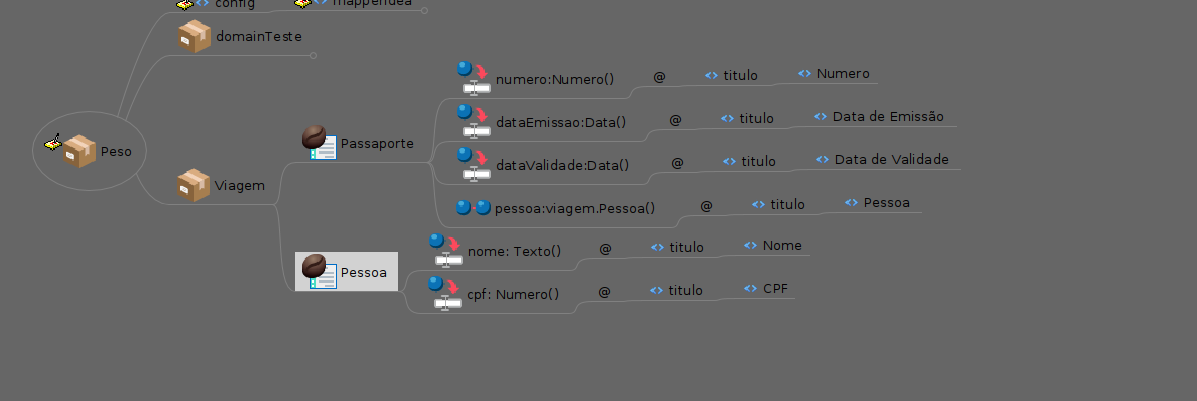 config
mappenidea
domainTeste
numero:Numero() @ titulo Numero
dataEmissao:Data() @ titulo Data de Emissão
Passaporte
Peso
dataValidade:Data() @ titulo Data de Validade
Viagem
pessoa:viagem.Pessoa() @ titulo Pessoa
nome: Texto() @ titulo Nome
Pessoa
cpf: Numero() @ titulo CPF